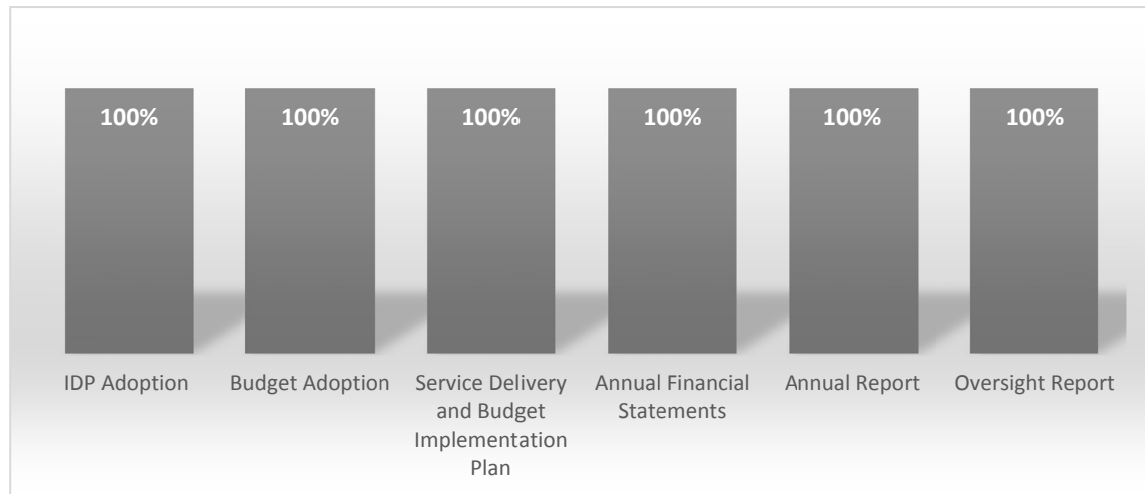 100% 100% 100% 100% 100% 100%
IDP Adoption
Budget Adoption
Service Delivery
and Budget
Implementation
Plan
Annual Financial
Statements
Annual Report
Oversight Report